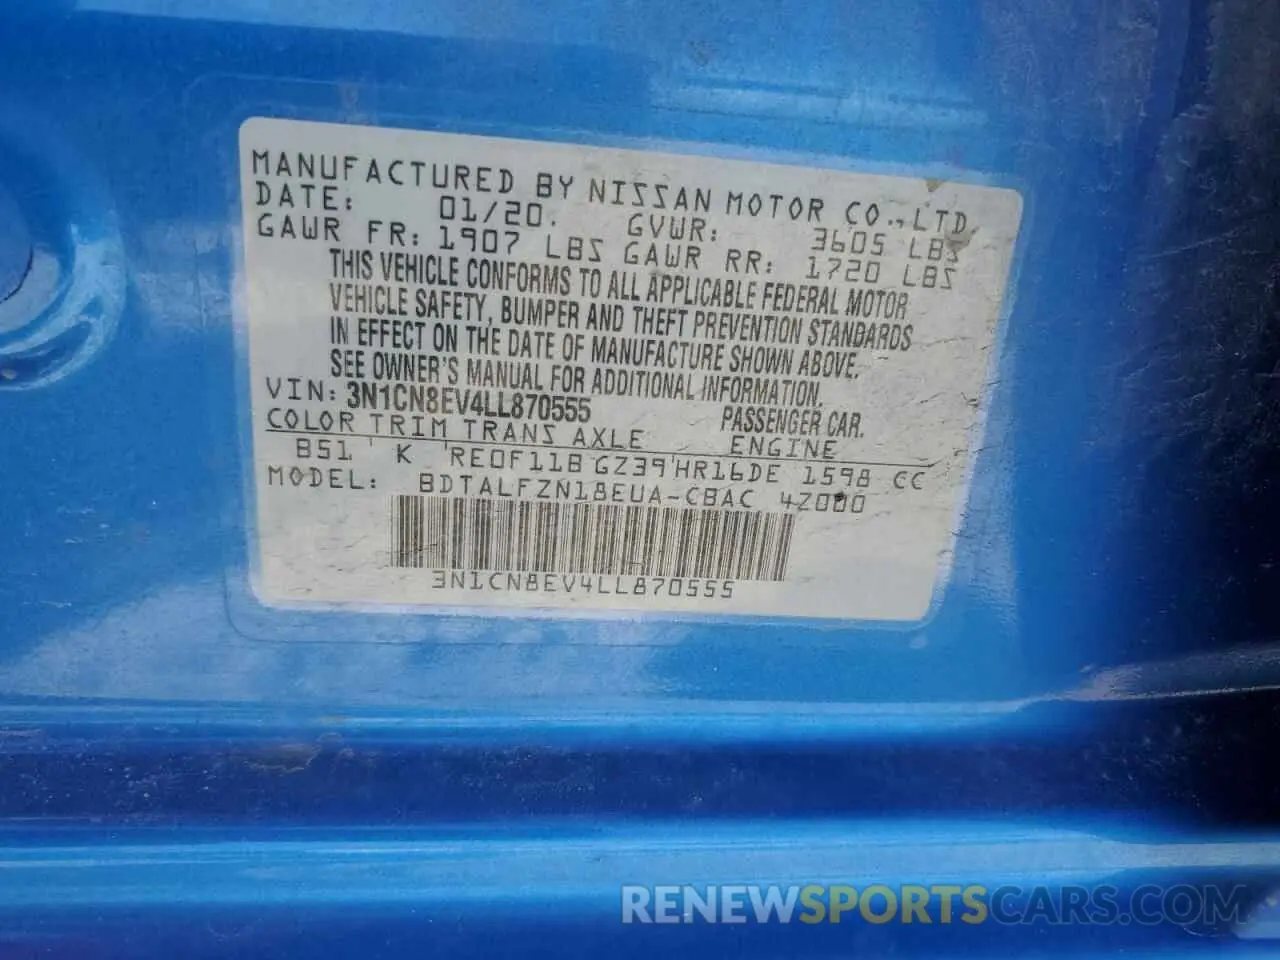 MANUFACTURED BY NISSAN MOTOR CO.,LTD.
DATE: 01/20. GVWR: 3605 LBS
GAWR FR: 1907 LBS GAWR RR: 1720 LBS
THIS VEHICLE CONFORMS TO ALL APPLICABLE FEDERAL MOTOR
VEHICLE SAFETY, BUMPER AND THEFT PREVENTION STANDARDS
IN EFFECT ON THE DATE OF MANUFACTURE SHOWN ABOVE.
SEE OWNER'S MANUAL FOR ADDITIONAL INFORMATION.
VIN: 3N1CN8EV4LL870555 PASSENGER CAR.
COLOR TRIM TRANS AXLE ENGINE
B51 K RE0F11B GZ39 HR16DE 1598 CC
MODEL: BDTALFZN18EUA-CBAC 4Z000
3N1CN8EV4LL870555
RENEWSPORTSCARS.COM